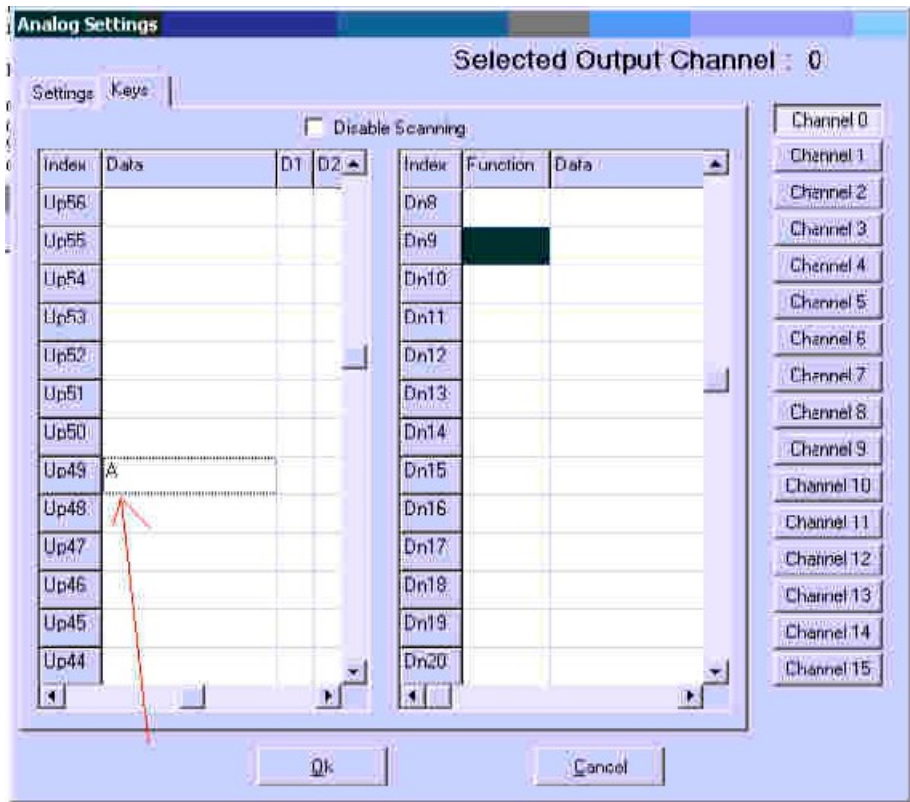 Analog Settings
Selected Output Channel : 0
Settings Keys
Disable Scanning
Index Data D1 D2
Up56
Up55
Up54
Up53
Up52
Up51
Up50
Up49 A
Up48
Up47
Up46
Up45
Up44
Index Function Data
Dn8
Dn9
Dn10
Dn11
Dn12
Dn13
Dn14
Dn15
Dn16
Dn17
Dn18
Dn19
Dn20
Channel 0
Channel 1
Channel 2
Channel 3
Channel 4
Channel 5
Channel 6
Channel 7
Channel 8
Channel 9
Channel 10
Channel 11
Channel 12
Channel 13
Channel 14
Channel 15
Ok
Cancel